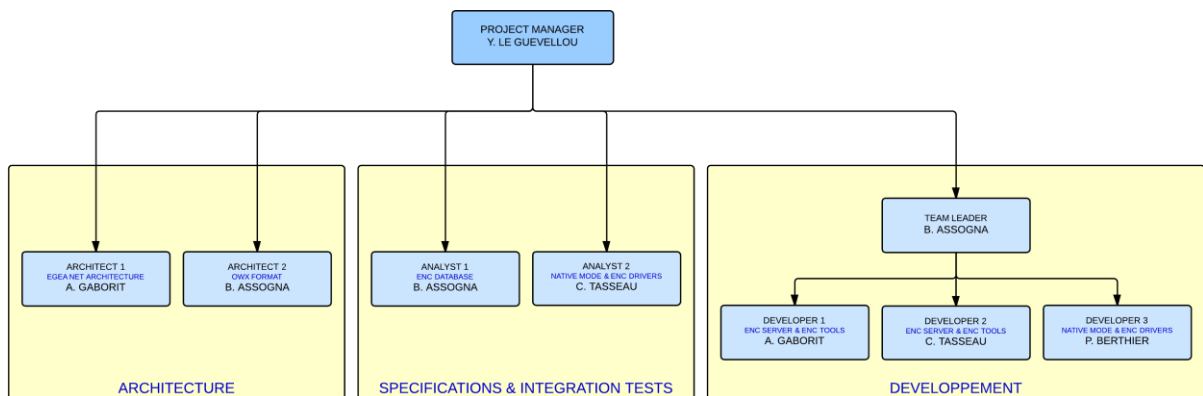 PROJECT MANAGER
Y. LE GUEVELLOU
ARCHITECT 1
EGEA NET ARCHITECTURE
A. GABORIT
ARCHITECT 2
OWX FORMAT
B. ASSOGNA
ARCHITECTURE
ANALYST 1
ENC DATABASE
B. ASSOGNA
ANALYST 2
NATIVE MODE & ENC DRIVERS
C. TASSEAU
SPECIFICATIONS & INTEGRATION TESTS
TEAM LEADER
B. ASSOGNA
DEVELOPER 1
ENC SERVER & ENC TOOLS
A. GABORIT
DEVELOPER 2
ENC SERVER & ENC TOOLS
C. TASSEAU
DEVELOPER 3
NATIVE MODE & ENC DRIVERS
P. BERTHIER
DEVELOPPEMENT